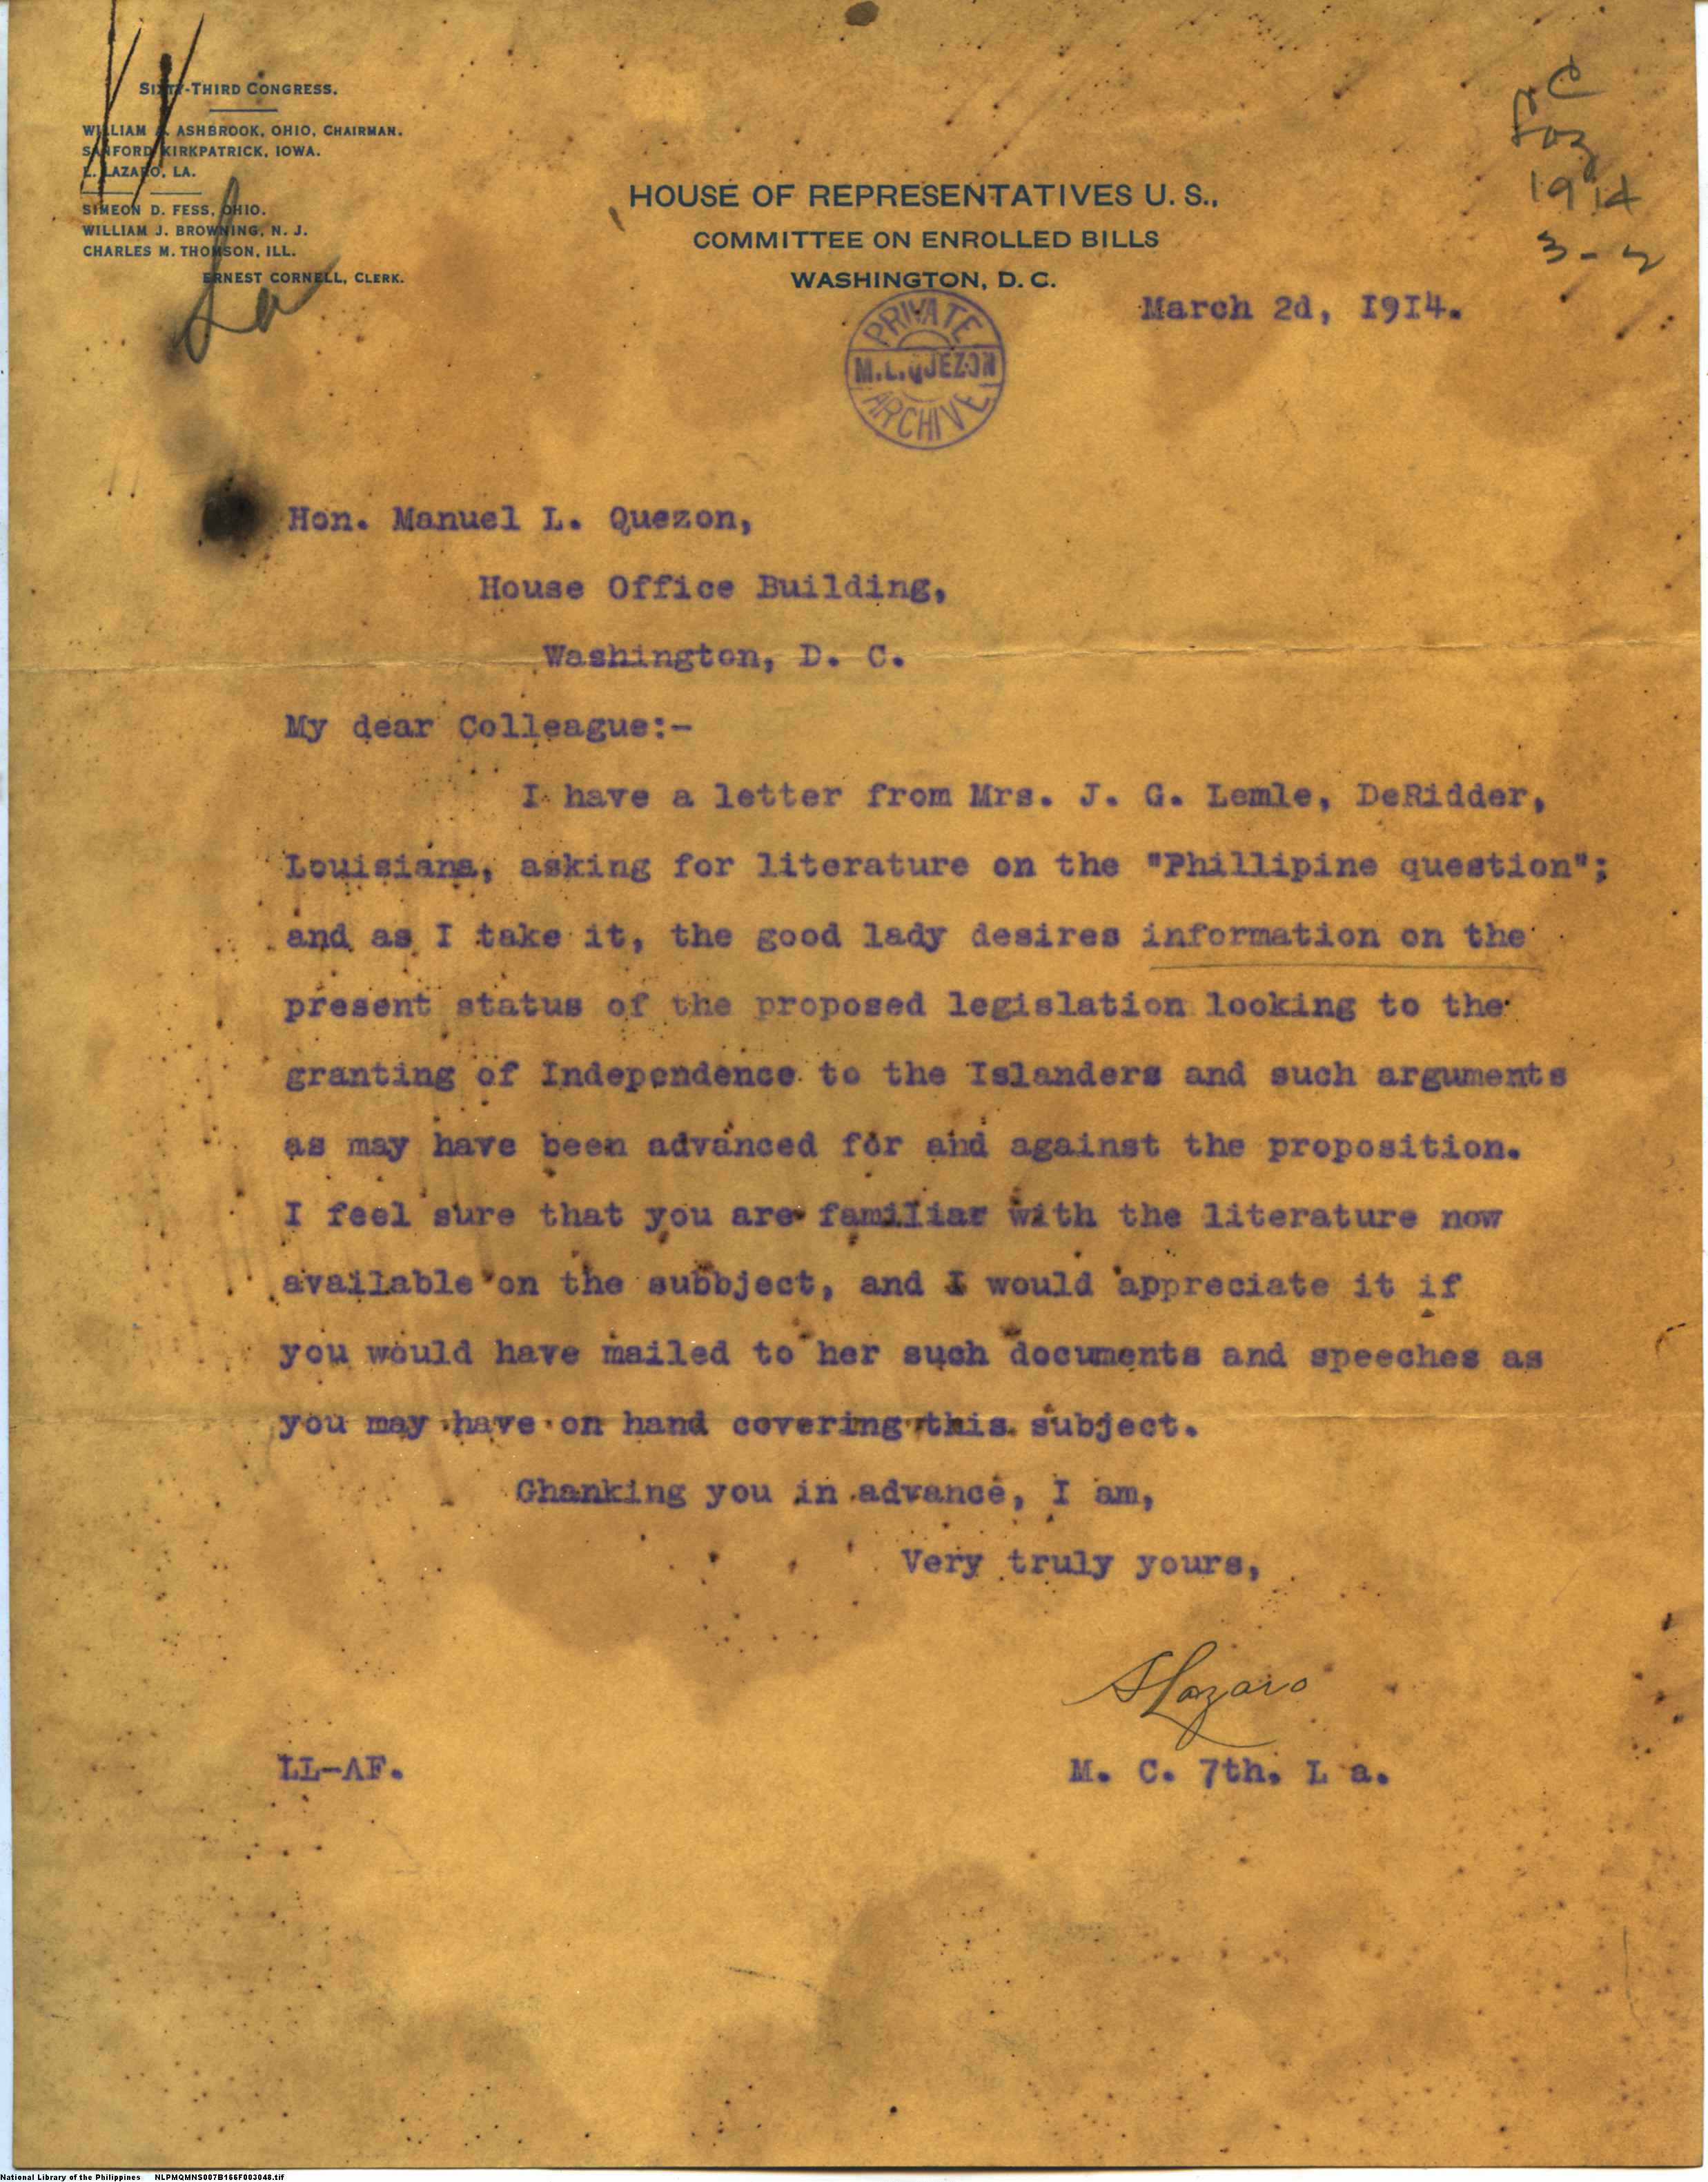 SIXTY-THIRD CONGRESS.
WILLIAM A. ASHBROOK, OHIO, CHAIRMAN.
SANFORD KIRKPATRICK, IOWA.
L. LAZARO, LA.
SIMEON D. FESS, OHIO.
WILLIAM J. BROWNING, N. J.
CHARLES M. THOMSON, ILL.
ERNEST CORNELL, CLERK.
La
1914
3-2
HOUSE OF REPRESENTATIVES U. S.,
COMMITTEE ON ENROLLED BILLS
WASHINGTON, D. C.
March 2d, 1914.
PRIVATE
M.L.QUEZON
ARCHIVE
Hon. Manuel L. Quezon,
House Office Building,
Washington, D. C.
My dear Colleague:-
I have a letter from Mrs. J. G. Lemle, DeRidder,
Louisiana, asking for literature on the "Phillipine question";
and as I take it, the good lady desires information on the
present status of the proposed legislation looking to the
granting of Independence to the Islanders and such arguments
as may have been advanced for and against the proposition.
I feel sure that you are familiar with the literature now
available on the subbject, and I would appreciate it if
you would have mailed to her such documents and speeches as
you may have on hand covering this subject.
Ghanking you in advance, I am,
Very truly yours,
LLazaro
LL-AF.
M. C. 7th, L a.
National Library of the Philippines NLPMQMNS007B166F003048.tif